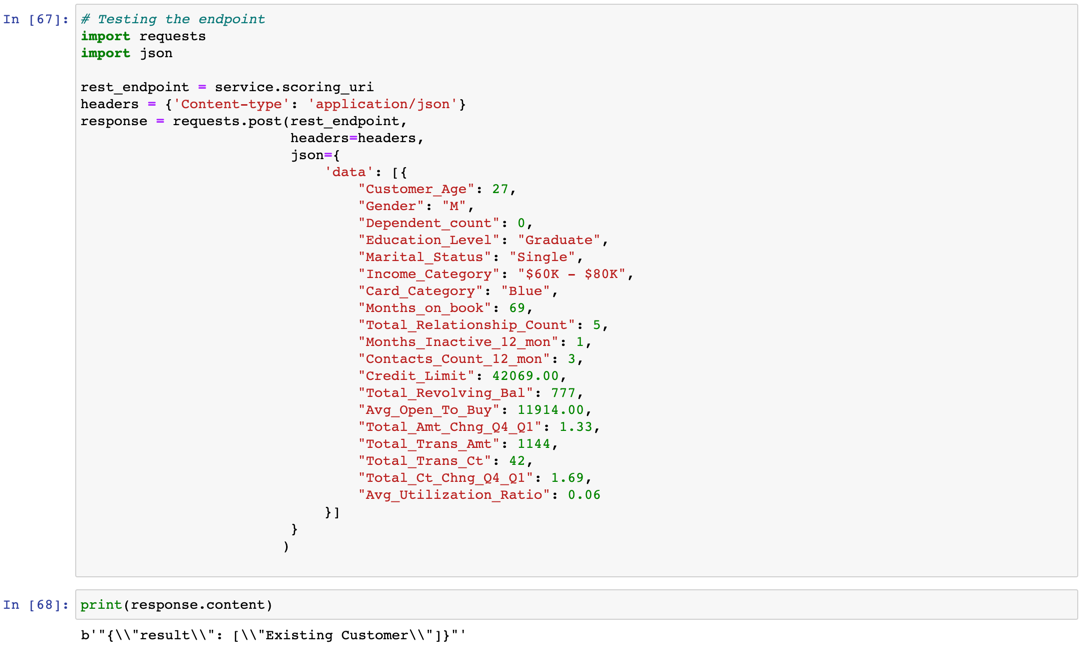 In [67]: # Testing the endpoint
import requests
import json
rest_endpoint = service.scoring_uri
headers = {'Content-type': 'application/json'}
response = requests.post(rest_endpoint,
headers=headers,
json={
'data': [{
"Customer_Age": 27,
"Gender": "M",
"Dependent_count": 0,
"Education_Level": "Graduate",
"Marital_Status": "Single",
"Income_Category": "$60K - $80K",
"Card_Category": "Blue",
"Months_on_book": 69,
"Total_Relationship_Count": 5,
"Months_Inactive_12_mon": 1,
"Contacts_Count_12_mon": 3,
"Credit_Limit": 42069.00,
"Total_Revolving_Bal": 777,
"Avg_Open_To_Buy": 11914.00,
"Total_Amt_Chng_Q4_Q1": 1.33,
"Total_Trans_Amt": 1144,
"Total_Trans_Ct": 42,
"Total_Ct_Chng_Q4_Q1": 1.69,
"Avg_Utilization_Ratio": 0.06
}]
}
)
In [68]: print(response.content)
b'"{\\"result\\": [\\"Existing Customer\\"]}"'